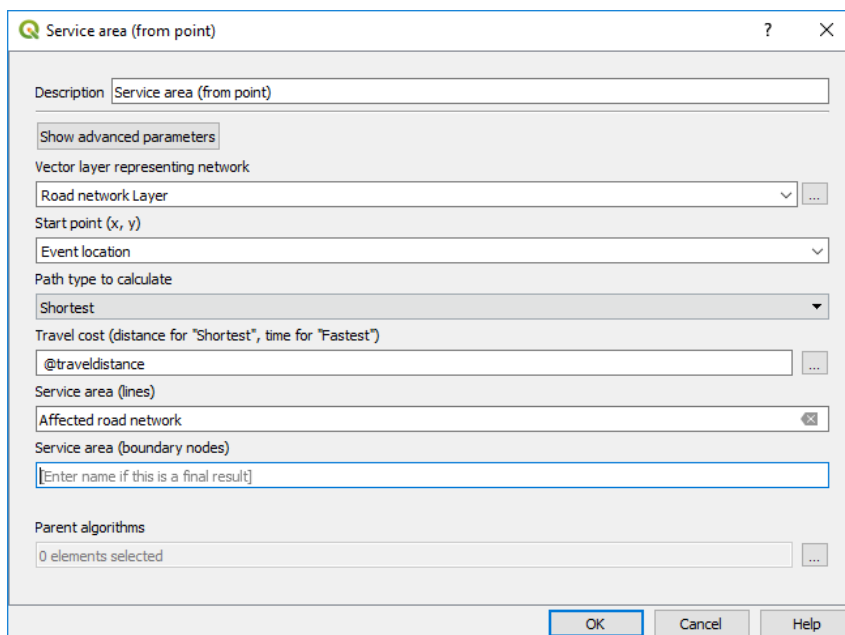 Service area (from point)
?
Description Service area (from point)
Show advanced parameters
Vector layer representing network
Road network Layer
...
Start point (x, y)
Event location
Path type to calculate
Shortest
Travel cost (distance for "Shortest", time for "Fastest")
@traveldistance
...
Service area (lines)
Affected road network
Service area (boundary nodes)
[Enter name if this is a final result]
Parent algorithms
0 elements selected
...
OK Cancel Help